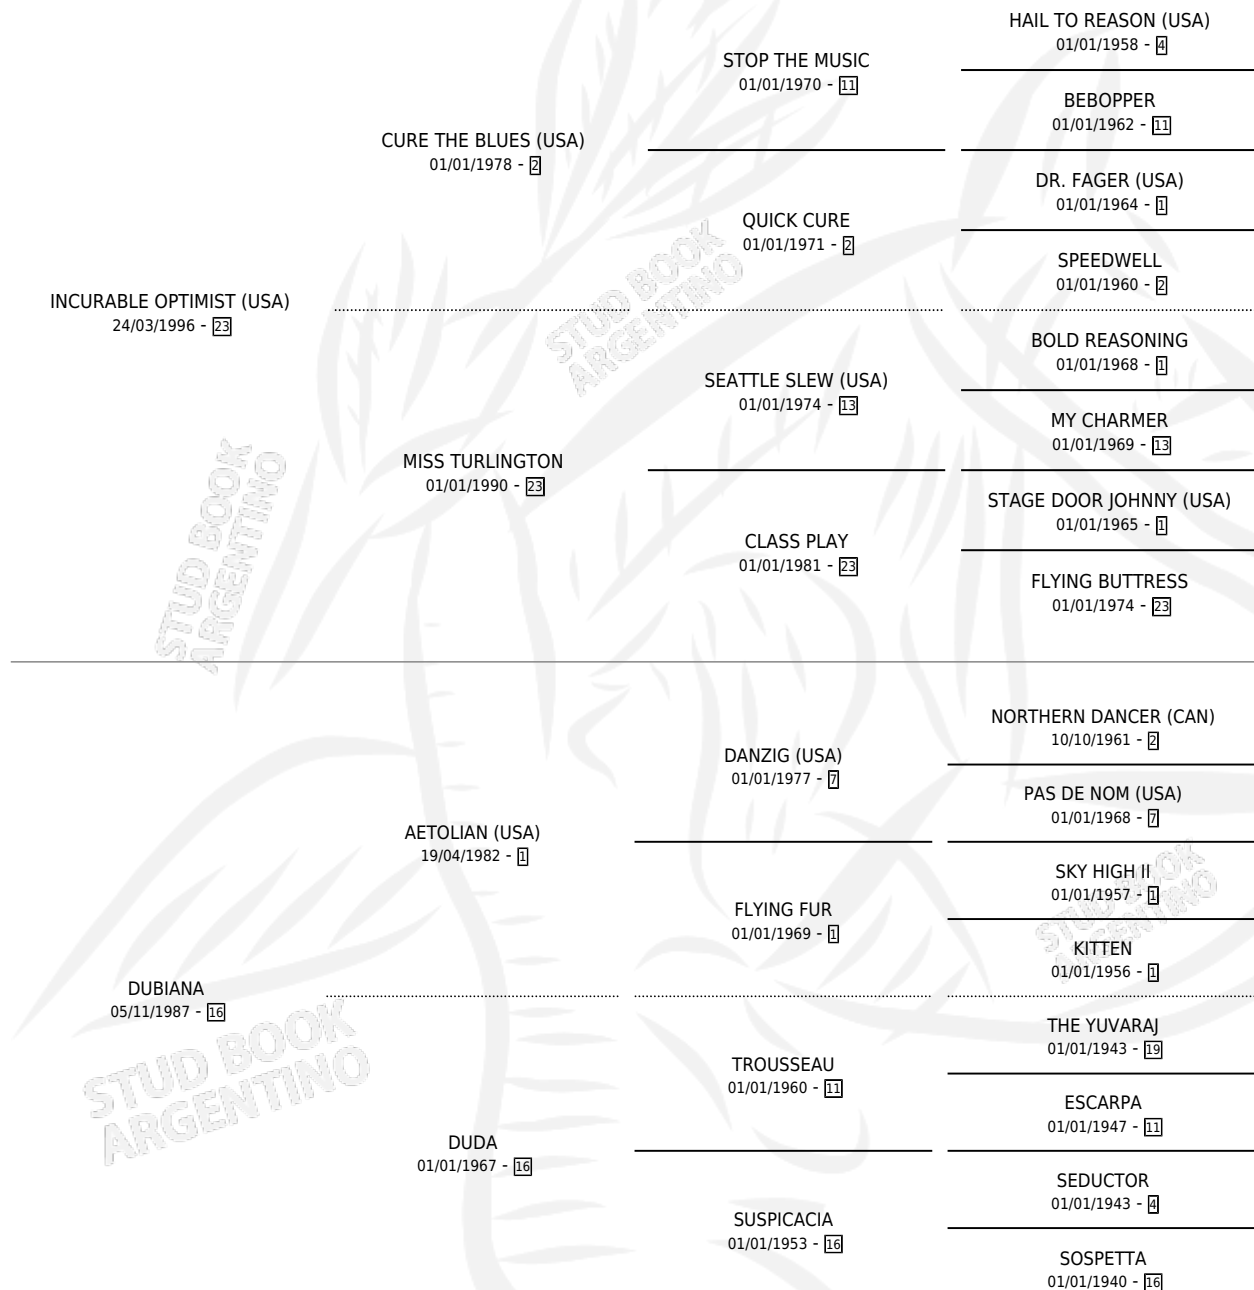 HAIL TO REASON (USA)
01/01/1958 - 4
STOP THE MUSIC
01/01/1970 - 11
BEBOPPER
01/01/1962 - 11
CURE THE BLUES (USA)
01/01/1978 - 2
DR. FAGER (USA)
01/01/1964 - 1
QUICK CURE
01/01/1971 - 2
SPEEDWELL
01/01/1960 - 2
INCURABLE OPTIMIST (USA)
24/03/1996 - 23
BOLD REASONING
01/01/1968 - 1
SEATTLE SLEW (USA)
01/01/1974 - 13
MY CHARMER
01/01/1969 - 13
MISS TURLINGTON
01/01/1990 - 23
STAGE DOOR JOHNNY (USA)
01/01/1965 - 1
CLASS PLAY
01/01/1981 - 23
FLYING BUTTRESS
01/01/1974 - 23
NORTHERN DANCER (CAN)
10/10/1961 - 2
DANZIG (USA)
01/01/1977 - 7
PAS DE NOM (USA)
01/01/1968 - 7
AETOLIAN (USA)
19/04/1982 - 1
SKY HIGH II
01/01/1957 - 1
FLYING FUR
01/01/1969 - 1
KITTEN
01/01/1956 - 1
DUBIANA
05/11/1987 - 16
THE YUVARAJ
01/01/1943 - 19
TROUSSEAU
01/01/1960 - 11
ESCARPA
01/01/1947 - 11
DUDA
01/01/1967 - 16
SEDUCTOR
01/01/1943 - 4
SUSPICACIA
01/01/1953 - 16
SOSPETTA
01/01/1940 - 16
STUD BOOK
ARGENTINO
STUD BOOK
ARGENTINO
STUD BOOK
ARGENTINO
STUD BOOK
ARGENTINO